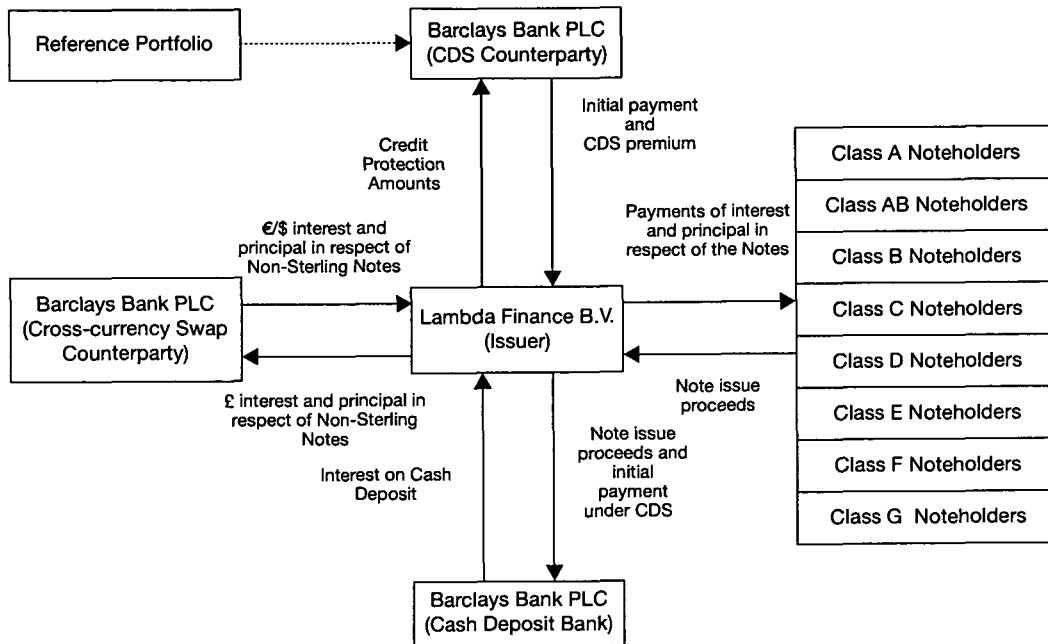 Reference Portfolio
Barclays Bank PLC
(CDS Counterparty)
Credit
Protection
Amounts
Initial payment
and
CDS premium
€/$ interest and
principal in respect of
Non-Sterling Notes
Payments of interest
and principal in
respect of the Notes
Barclays Bank PLC
(Cross-currency Swap
Counterparty)
Lambda Finance B.V.
(Issuer)
£ interest and principal in
respect of Non-Sterling
Notes
Note issue
proceeds
Interest on Cash
Deposit
Note issue
proceeds and
initial
payment
under CDS
Barclays Bank PLC
(Cash Deposit Bank)
Class A Noteholders
Class AB Noteholders
Class B Noteholders
Class C Noteholders
Class D Noteholders
Class E Noteholders
Class F Noteholders
Class G Noteholders